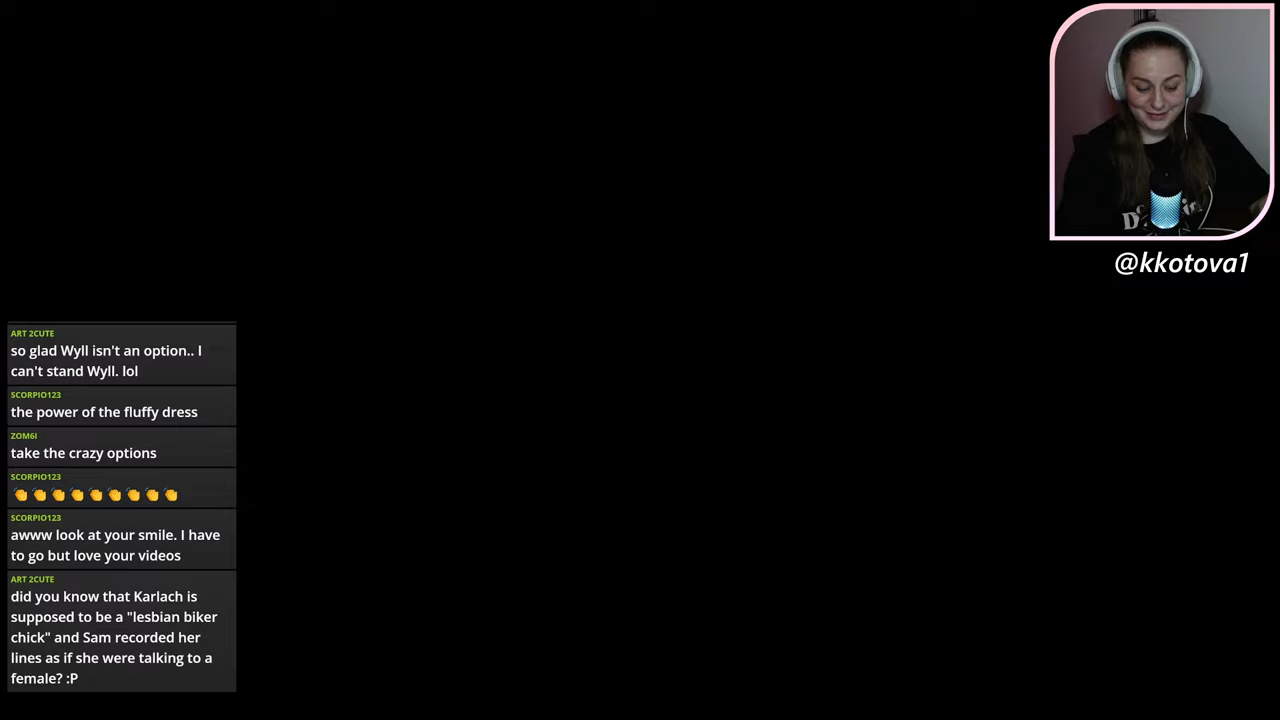 @kkotova1
ART 2CUTE
so glad Wyll isn't an option.. I
can't stand Wyll. lol
SCORPIO123
the power of the fluffy dress
ZOM6I
take the crazy options
SCORPIO123
👏👏👏👏👏👏👏👏👏
SCORPIO123
awww look at your smile. I have
to go but love your videos
ART 2CUTE
did you know that Karlach is
supposed to be a "lesbian biker
chick" and Sam recorded her
lines as if she were talking to a
female? :P